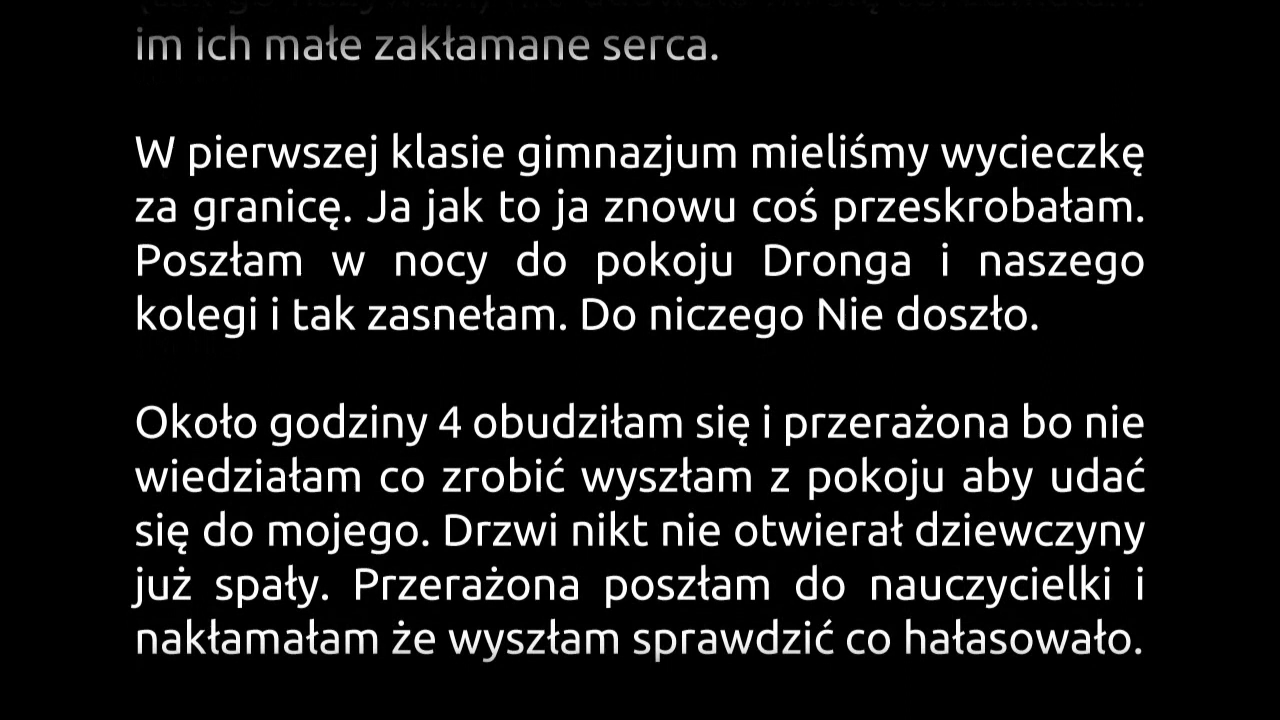 im ich małe zakłamane serca.
W pierwszej klasie gimnazjum mieliśmy wycieczkę
za granicę. Ja jak to ja znowu coś przeskrobałam.
Poszłam w nocy do pokoju Dronga i naszego
kolegi i tak zasnełam. Do niczego Nie doszło.
Około godziny 4 obudziłam się i przerażona bo nie
wiedziałam co zrobić wyszłam z pokoju aby udać
się do mojego. Drzwi nikt nie otwierał dziewczyny
już spały. Przerażona poszłam do nauczycielki i
nakłamałam że wyszłam sprawdzić co hałasowało.